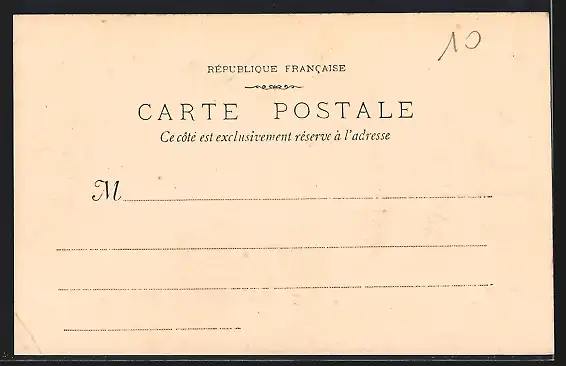 10
RÉPUBLIQUE FRANÇAISE
CARTE POSTALE
Ce côté est exclusivement réservé à l'adresse
M